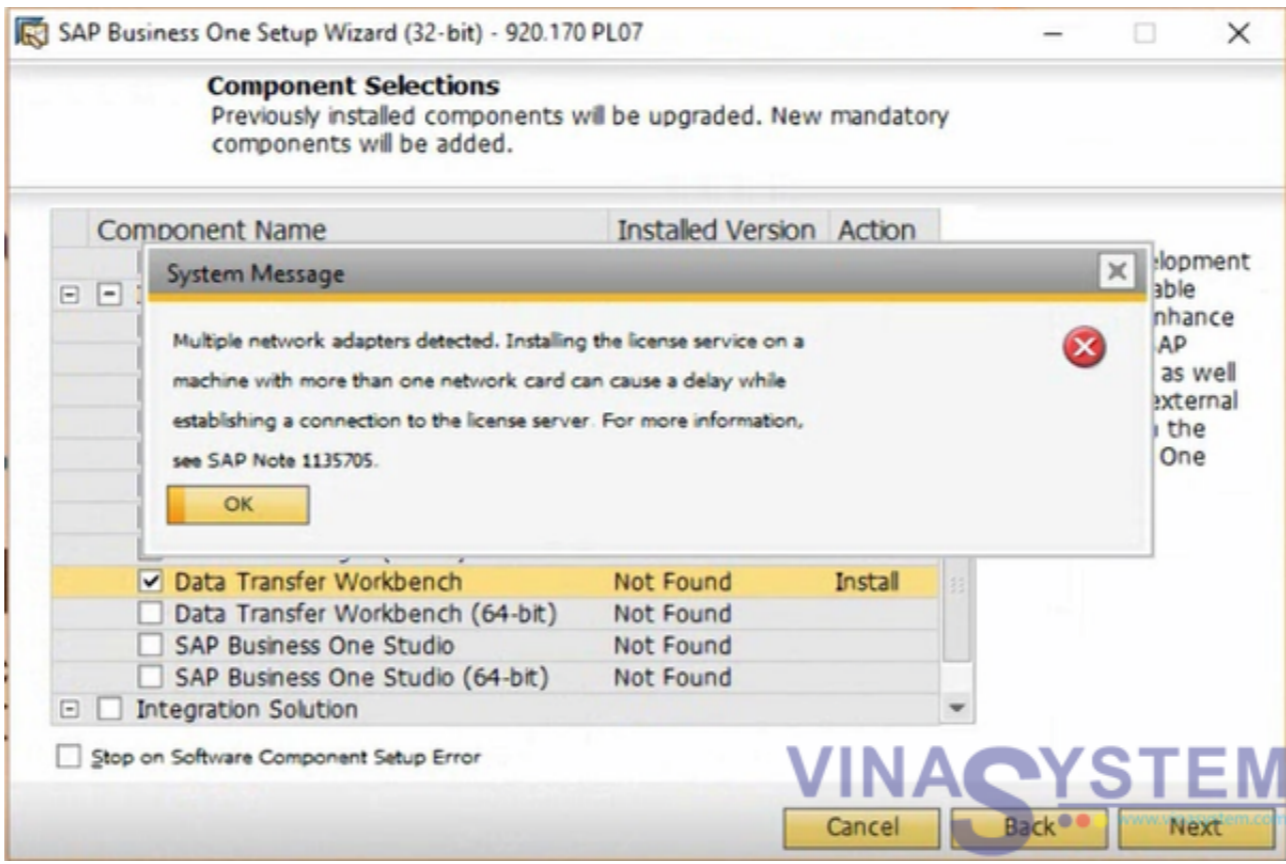 SAP Business One Setup Wizard (32-bit) - 920.170 PL07
Component Selections
Previously installed components will be upgraded. New mandatory
components will be added.
Component Name Installed Version Action
System Message
Multiple network adapters detected. Installing the license service on a
machine with more than one network card can cause a delay while
establishing a connection to the license server. For more information,
see SAP Note 1135705.
OK
elopment
able
nhance
AP
as well
external
the
One
Data Transfer Workbench Not Found Install
Data Transfer Workbench (64-bit) Not Found
SAP Business One Studio Not Found
SAP Business One Studio (64-bit) Not Found
Integration Solution
Stop on Software Component Setup Error
VINASYSTEM
www.vinasystem.com
Cancel Back Next